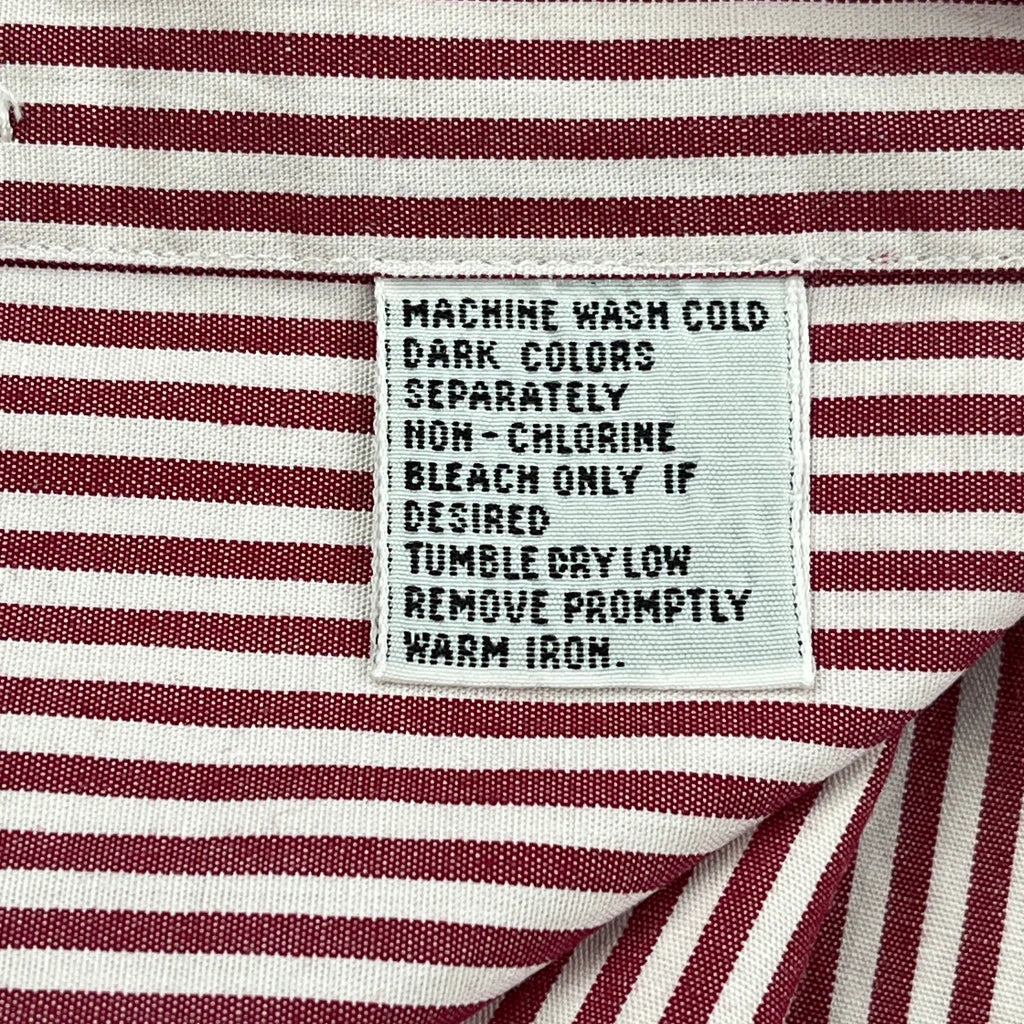 MACHINE WASH COLD
DARK COLORS
SEPARATELY
NON-CHLORINE
BLEACH ONLY IF
DESIRED
TUMBLE DRY LOW
REMOVE PROMPTLY
WARM IRON.